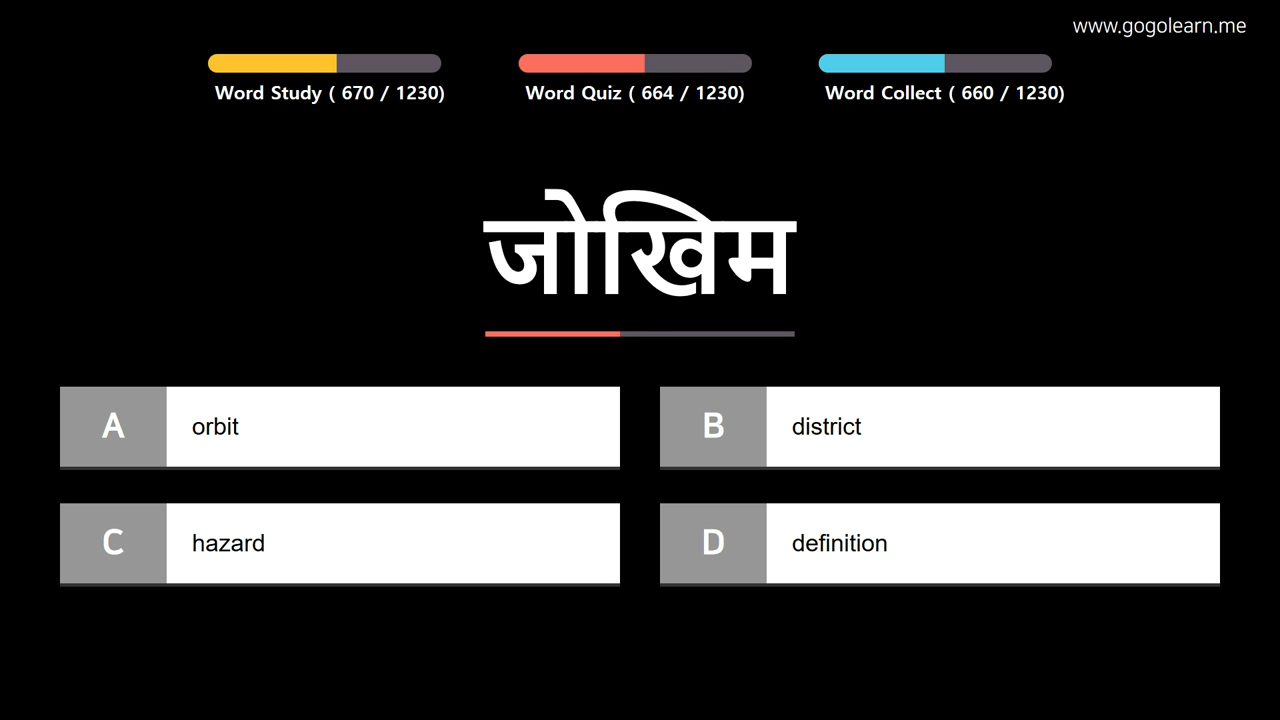 www.gogolearn.me
Word Study ( 670 / 1230)
Word Quiz ( 664 / 1230)
Word Collect ( 660 / 1230)
जोखिम
A orbit
B district
C hazard
D definition